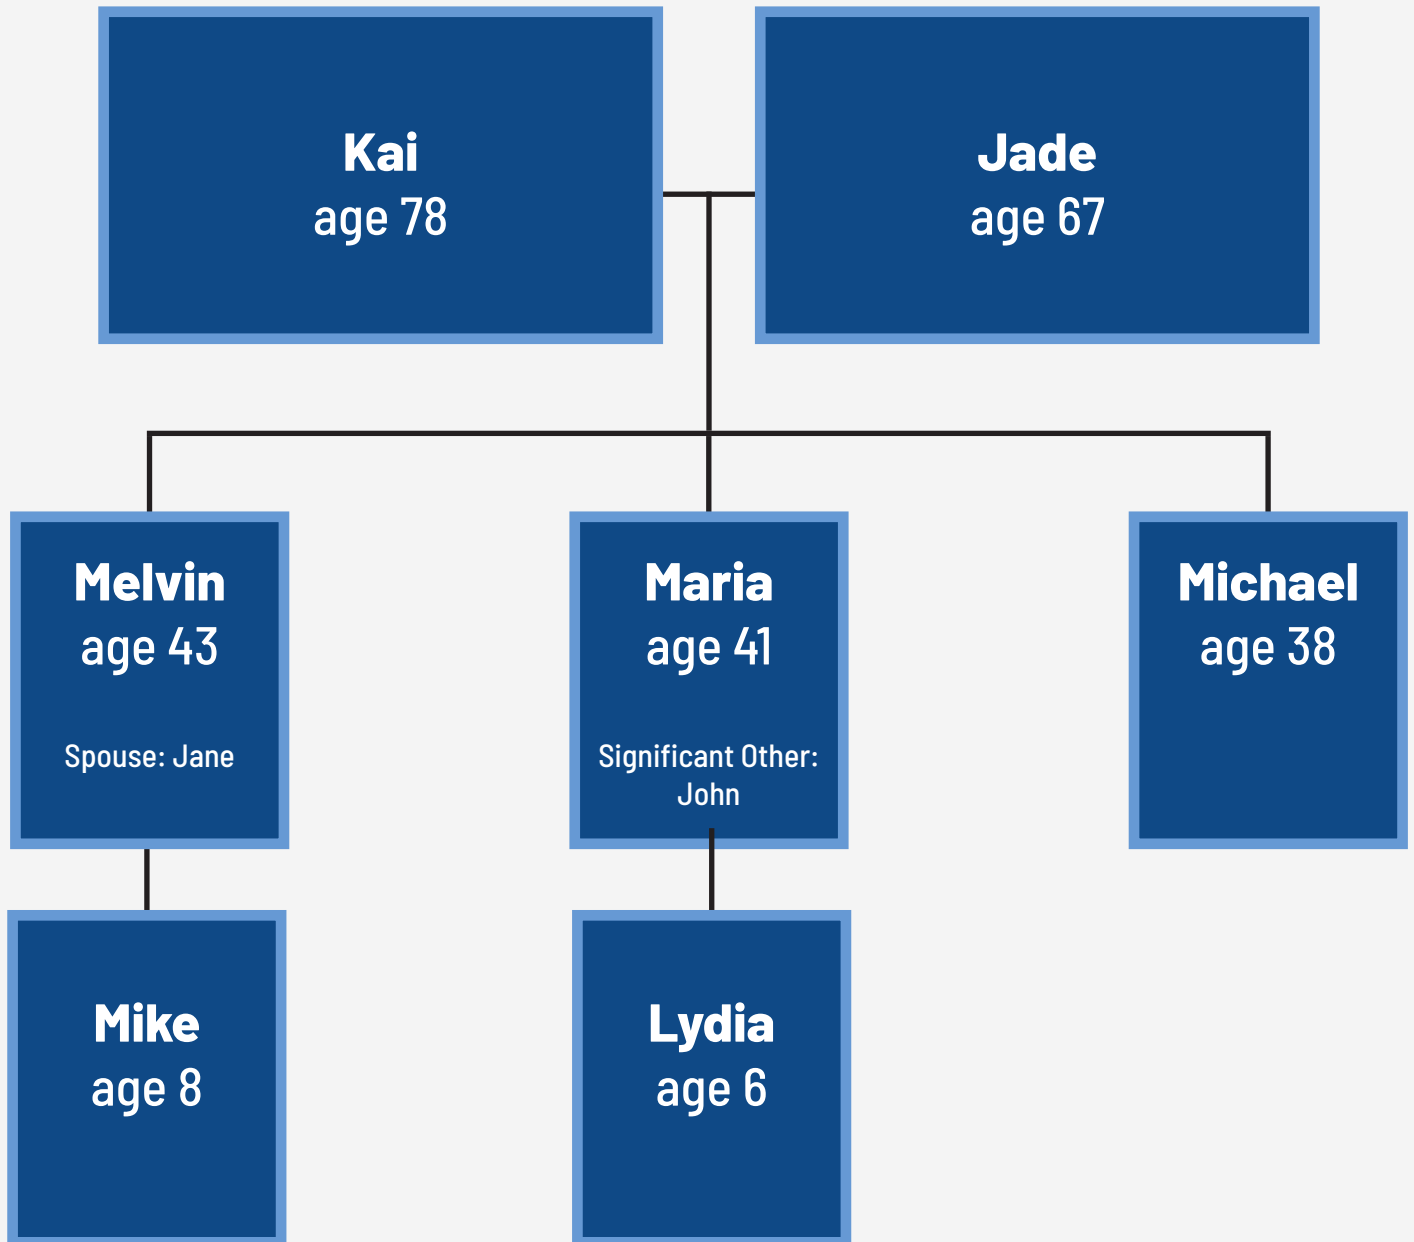 Kai
age 78
Jade
age 67
Melvin
age 43
Spouse: Jane
Maria
age 41
Significant Other:
John
Michael
age 38
Mike
age 8
Lydia
age 6